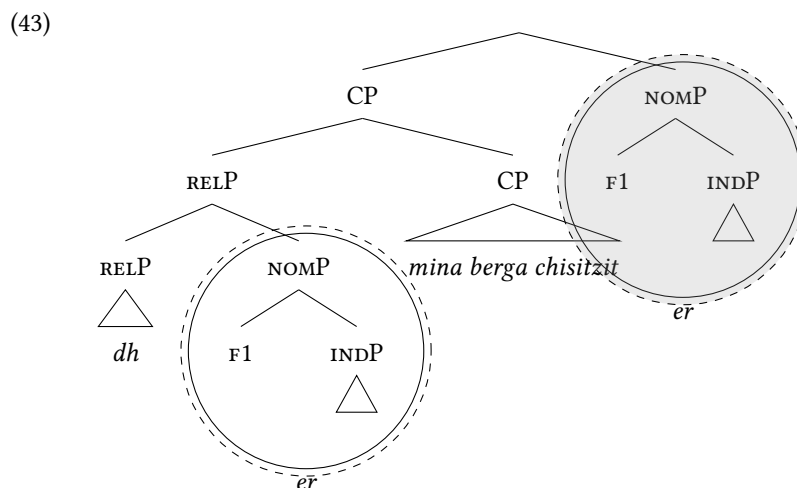 (43)
CP NOMP
RELP CP F1 INDP
RELP NOMP mina berga chisitzit
er
dh F1 INDP
er